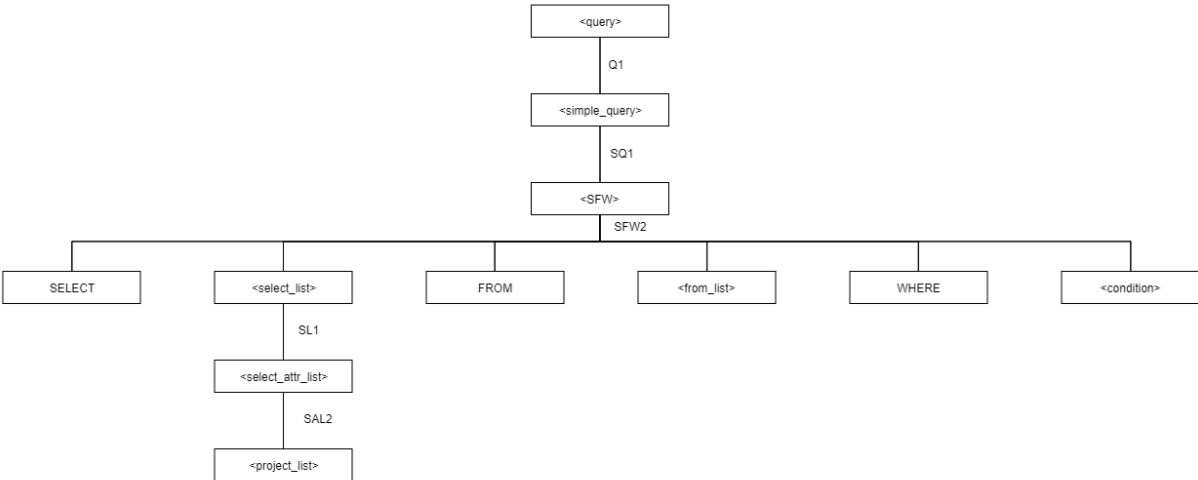 <query>
Q1
<simple_query>
SQ1
<SFW>
SFW2
SELECT
<select_list>
FROM
<from_list>
WHERE
<condition>
SL1
<select_attr_list>
SAL2
<project_list>